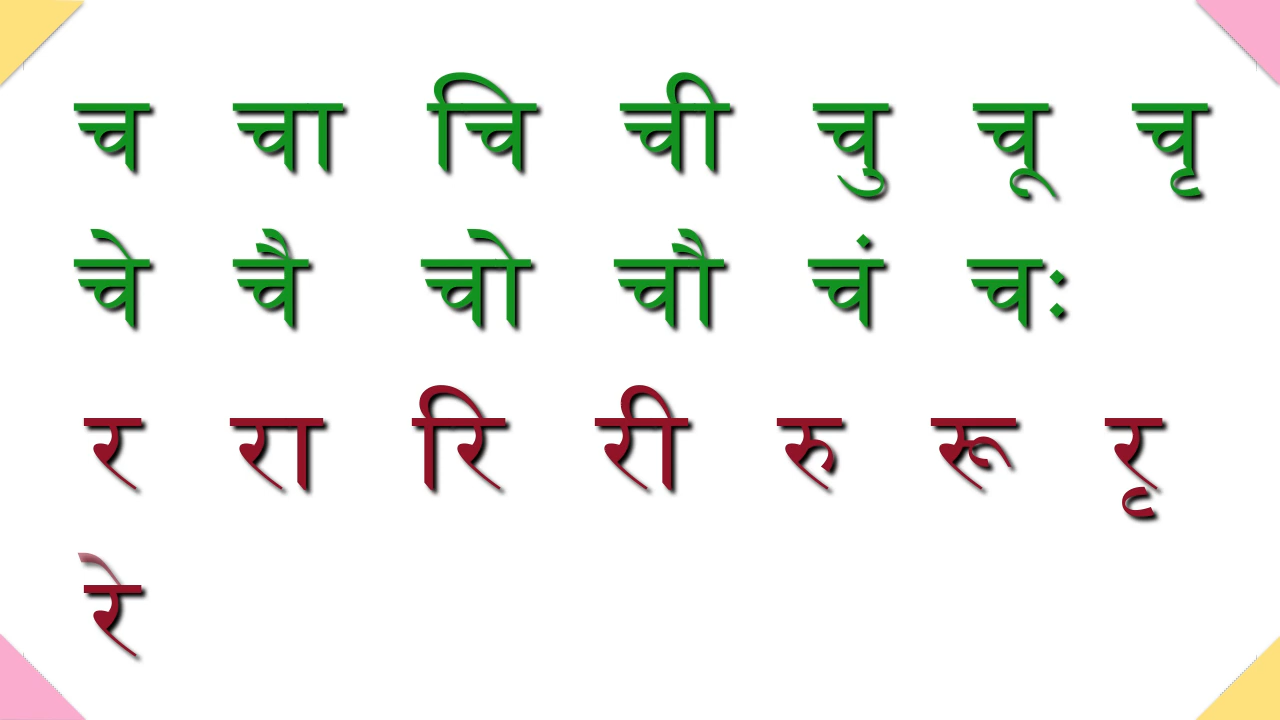 च चा चि ची चु चू चृ
चे चै चो चौ चं चः
र रा रि री रु रू रृ
रे